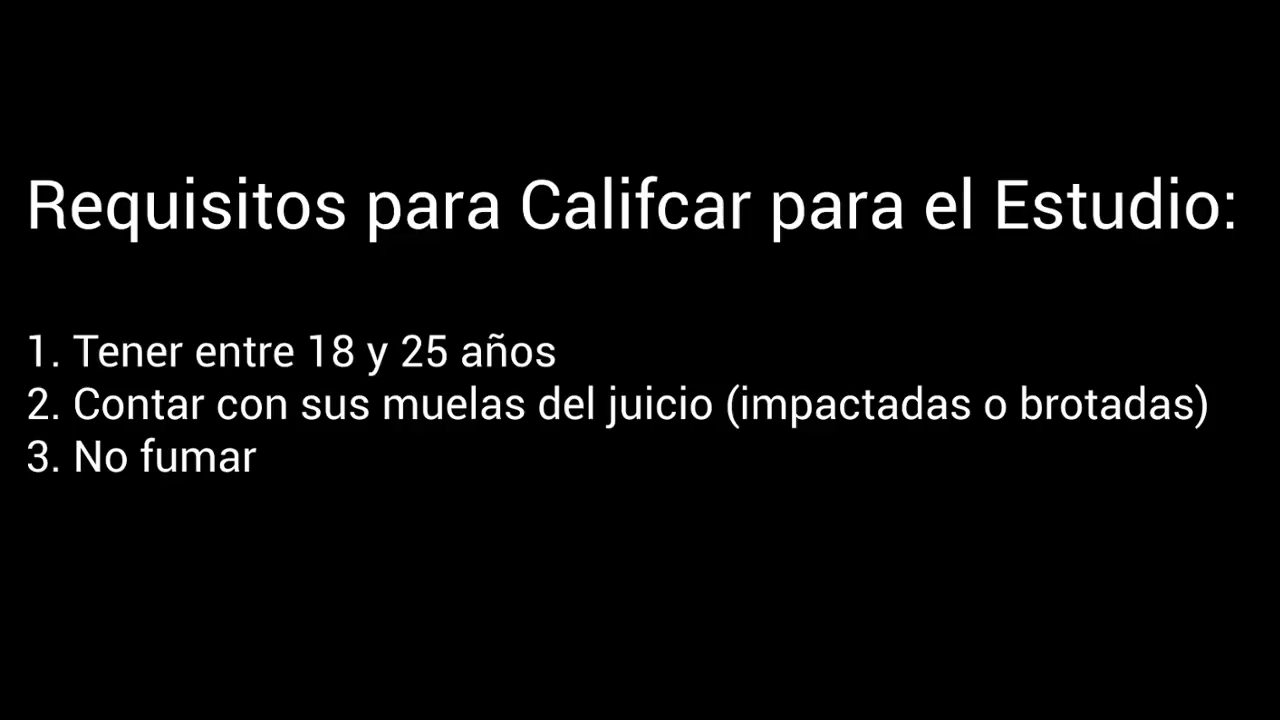 Requisitos para Califcar para el Estudio:
1. Tener entre 18 y 25 años
2. Contar con sus muelas del juicio (impactadas o brotadas)
3. No fumar